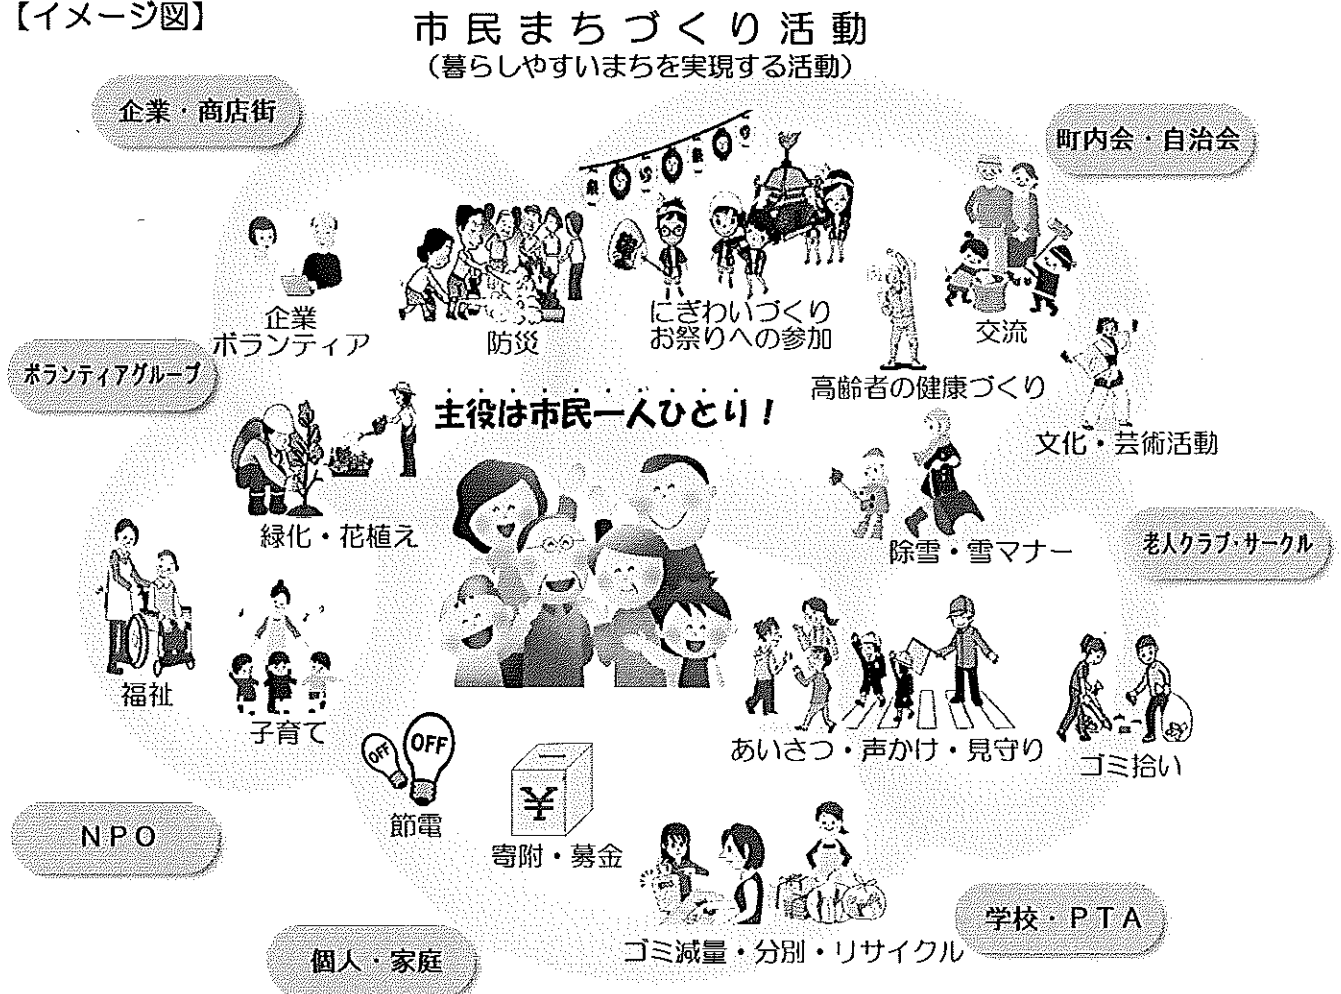 【イメージ図】
市民まちづくり活動
(暮らしやすいまちを実現する活動)
企業・商店街
町内会・自治会
企業
ボランティア
防災
にぎわいづくり
お祭りへの参加
交流
ボランティアグループ
高齢者の健康づくり
主役は市民一人ひとり!
文化・芸術活動
緑化・花植え
除雪・雪マナー
老人クラブ・サークル
福祉
子育て
あいさつ・声かけ・見守り
ゴミ拾い
OFF
OFF
節電
¥
寄附・募金
NPO
ゴミ減量・分別・リサイクル
学校・PTA
個人・家庭